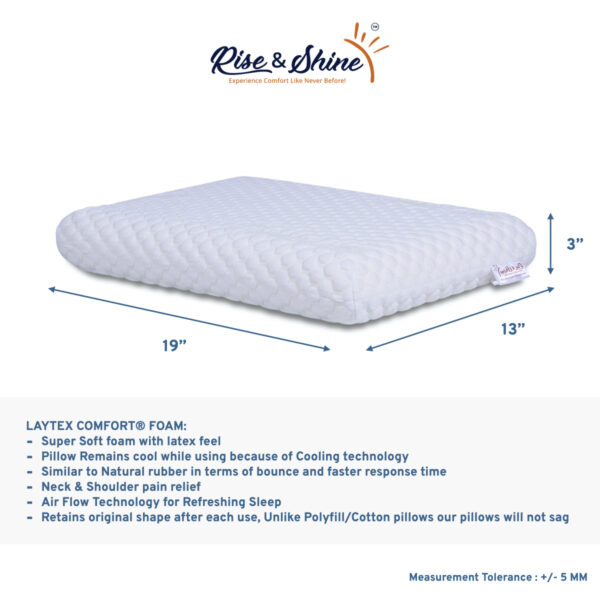 Rise & Shine
TM
Experience Comfort Like Never Before!
3”
13”
19”
LAYTEX COMFORT® FOAM:
- Super Soft foam with latex feel
- Pillow Remains cool while using because of Cooling technology
- Similar to Natural rubber in terms of bounce and faster response time
- Neck & Shoulder pain relief
- Air Flow Technology for Refreshing Sleep
- Retains original shape after each use, Unlike Polyfill/Cotton pillows our pillows will not sag
Measurement Tolerance : +/- 5 MM